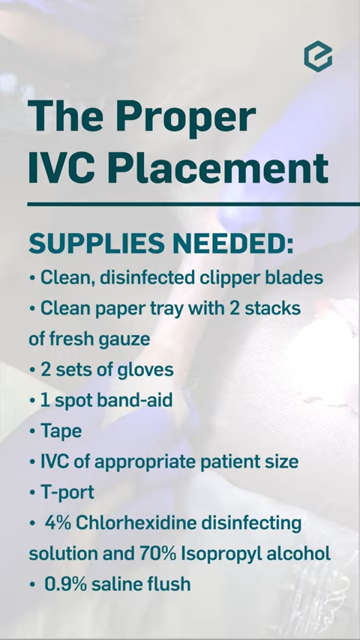 The Proper
IVC Placement
SUPPLIES NEEDED:
• Clean, disinfected clipper blades
• Clean paper tray with 2 stacks
of fresh gauze
• 2 sets of gloves
• 1 spot band-aid
• Tape
• IVC of appropriate patient size
• T-port
• 4% Chlorhexidine disinfecting
solution and 70% Isopropyl alcohol
• 0.9% saline flush